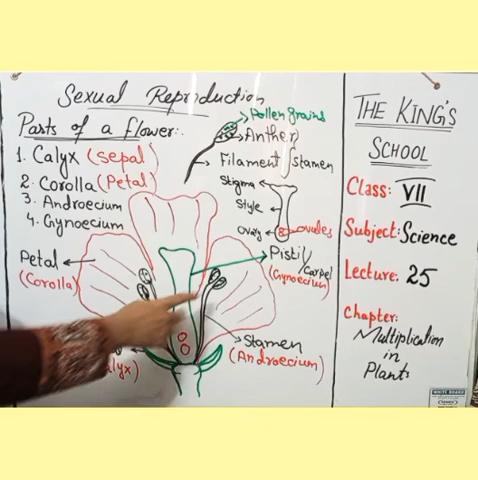 Sexual Reproduction
Parts of a flower:.
1. Calyx (Sepal)
2. Corolla (Petal)
3. Androecium
4. Gynoecium
Pollen grains
Anther
Filament
Stamen
Stigma
Style
Ovary
ovules
Petal
(Corolla)
Pistil/
Carpel
(Gynoecium)
Stamen
(Androecium)
THE KING'S
SCHOOL
Class: VII
Subject: Science
Lecture: 25
Chapter:
Multiplication
in
Plants
WHITE BOARD